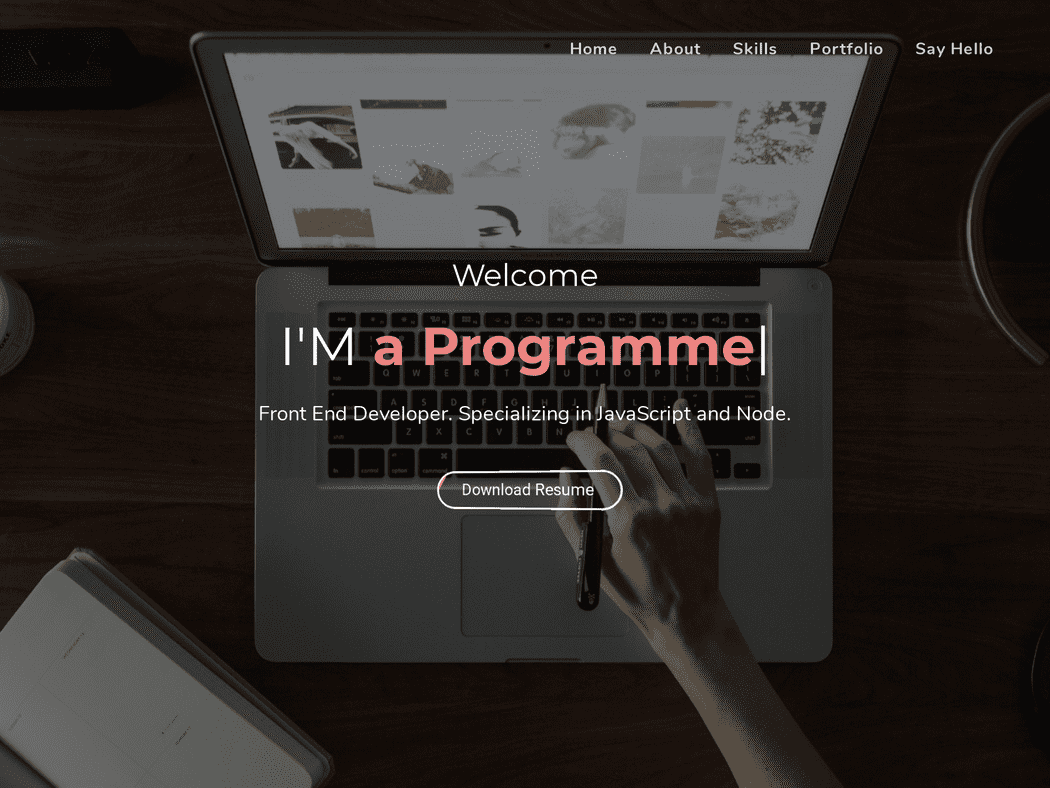 Home About Skills Portfolio Say Hello
Welcome
I'M a Programme
Front End Developer. Specializing in JavaScript and Node.
Download Resume